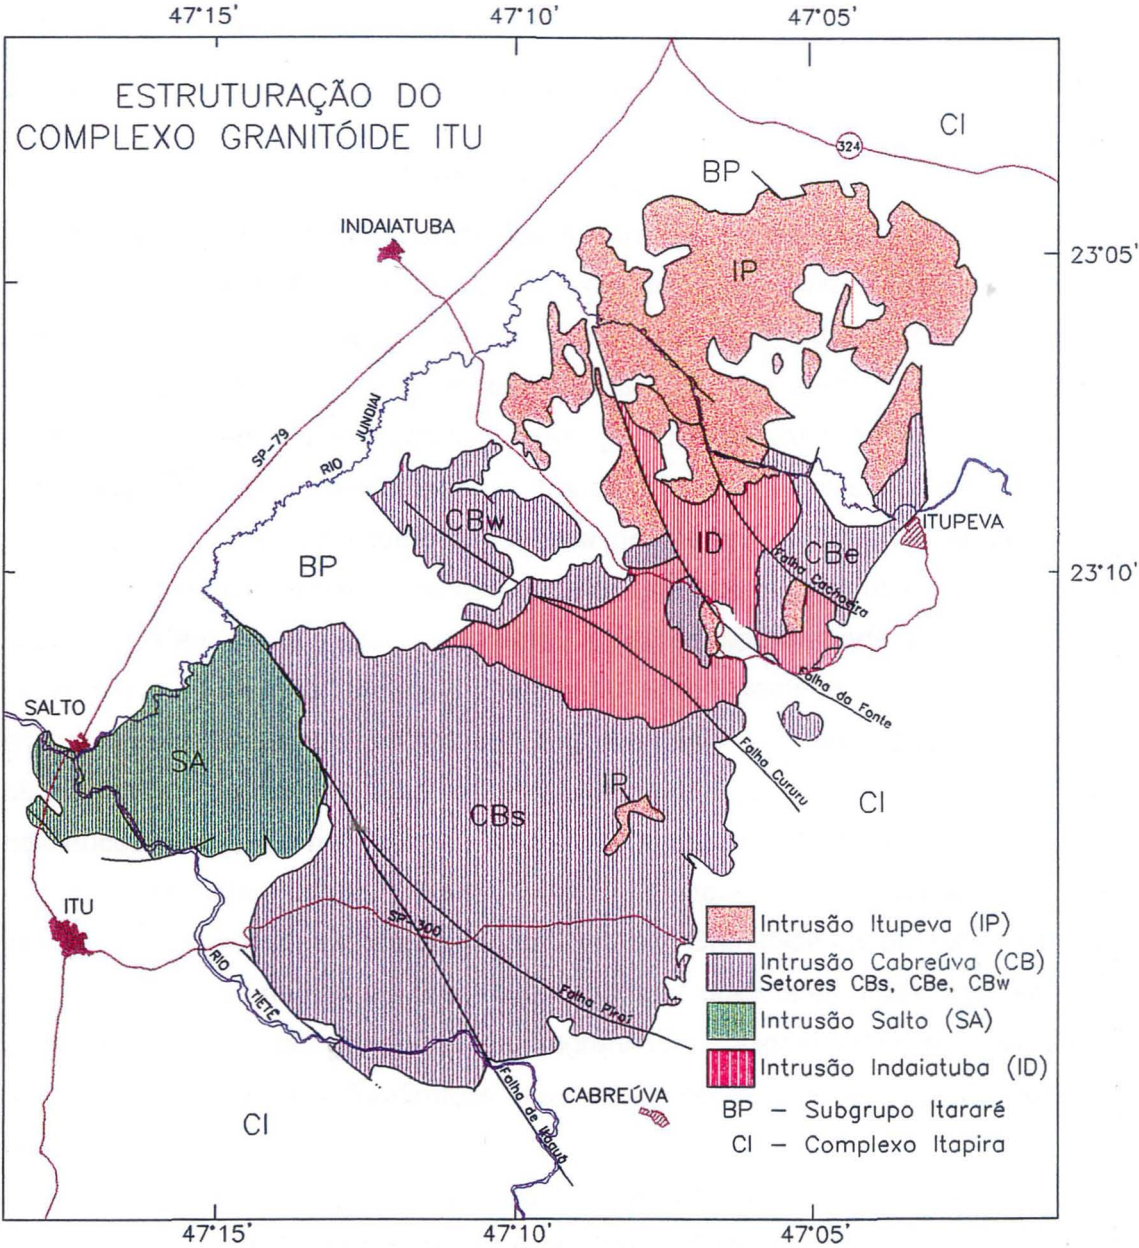 47°15' 47°10' 47°05'
ESTRUTURAÇÃO DO
COMPLEXO GRANITÓIDE ITU
CI
324
BP
INDAIATUBA
23°05'
IP
JUNDIAI
SP-79
RIO
CBw
ITUPEVA
ID
CBe
BP
Falha Cachoeira
23°10'
Falha da Fonte
SALTO
SA
Falha Cururu
IP
CBs
CI
ITU
SP-300
Intrusão Itupeva (IP)
Intrusão Cabreúva (CB)
Setores CBs, CBe, CBw
Intrusão Salto (SA)
Intrusão Indaiatuba (ID)
BP – Subgrupo Itararé
CI – Complexo Itapira
RIO
TIETE
Falha Piraí
CABREÚVA
Falha de
CI
47°15' 47°10' 47°05'